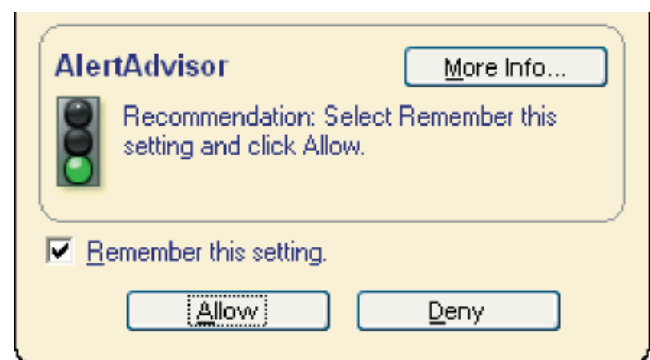 AlertAdvisor
More Info...
Recommendation: Select Remember this
setting and click Allow.
Remember this setting.
Allow
Deny